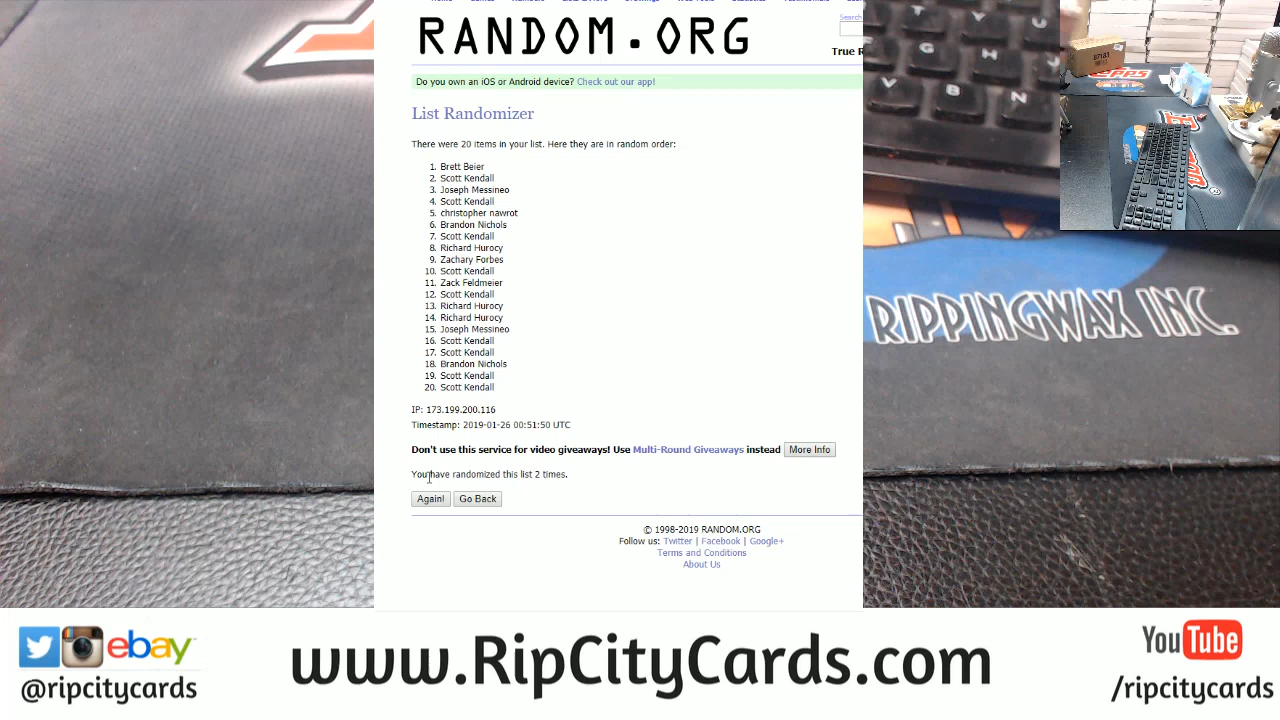 RANDOM.ORG
Search
True R
Do you own an iOS or Android device? Check out our app!
List Randomizer
There were 20 items in your list. Here they are in random order:
1. Brett Beier
2. Scott Kendall
3. Joseph Messineo
4. Scott Kendall
5. christopher nawrot
6. Brandon Nichols
7. Scott Kendall
8. Richard Hurocy
9. Zachary Forbes
10. Scott Kendall
11. Zack Feldmeier
12. Scott Kendall
13. Richard Hurocy
14. Richard Hurocy
15. Joseph Messineo
16. Scott Kendall
17. Scott Kendall
18. Brandon Nichols
19. Scott Kendall
20. Scott Kendall
IP: 173.199.200.116
Timestamp: 2019-01-26 00:51:50 UTC
Don't use this service for video giveaways! Use Multi-Round Giveaways instead More Info
You have randomized this list 2 times.
Again! Go Back
© 1998-2019 RANDOM.ORG
Follow us: Twitter | Facebook | Google+
Terms and Conditions
About Us
T Y U
G H
V B N
RIPPINGWAX INC.
ebay
@ripcitycards
www.RipCityCards.com
YouTube
/ripcitycards